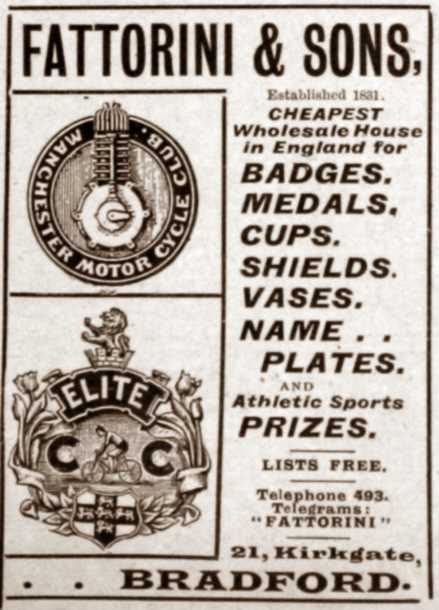 FATTORINI & SONS,
MANCHESTER MOTOR CYCLE CLUB.
ELITE
C C
Established 1831.
CHEAPEST
Wholesale House
in England for
BADGES.
MEDALS.
CUPS.
SHIELDS.
VASES.
NAME . .
PLATES.
AND
Athletic Sports
PRIZES.
LISTS FREE.
Telephone 493.
Telegrams:
"FATTORINI"
21, Kirkgate,
. . BRADFORD.